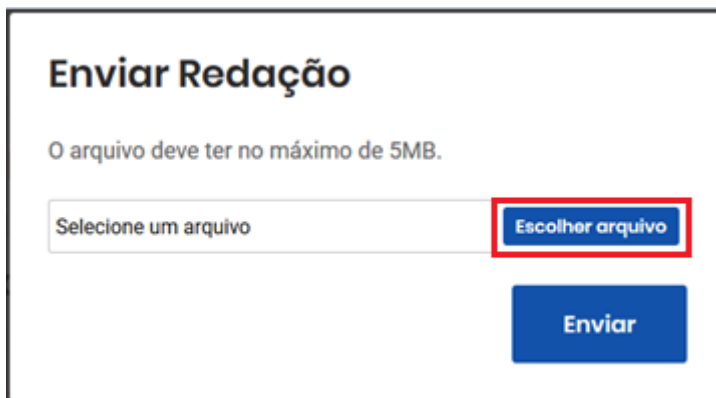 Enviar Redação
O arquivo deve ter no máximo de 5MB.
Selecione um arquivo
Escolher arquivo
Enviar